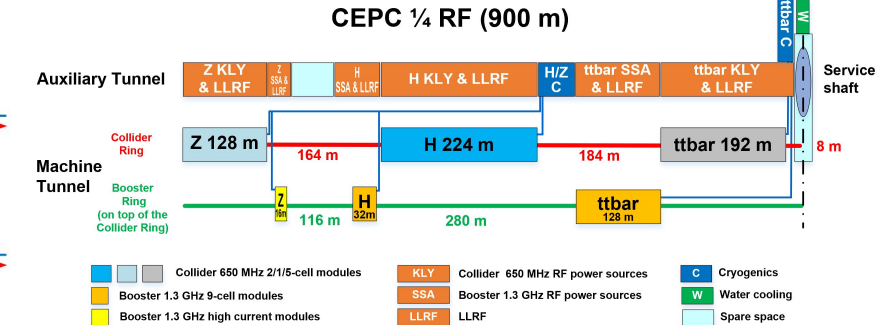 CEPC ¼ RF (900 m)
ttbar C
W
Auxiliary Tunnel
Z KLY
& LLRF
Z
SSA &
LLRF
H
SSA & LLRF
H KLY & LLRF
H/Z
C
ttbar SSA
& LLRF
ttbar KLY
& LLRF
Service
shaft
Machine
Tunnel
Collider
Ring
Z 128 m
164 m
H 224 m
184 m
ttbar 192 m
8 m
Booster
Ring
(on top of the
Collider Ring)
Z
16m
116 m
H
32m
280 m
ttbar
128 m
Collider 650 MHz 2/1/5-cell modules
KLY
Collider 650 MHz RF power sources
C
Cryogenics
Booster 1.3 GHz 9-cell modules
SSA
Booster 1.3 GHz RF power sources
W
Water cooling
Booster 1.3 GHz high current modules
LLRF
LLRF
Spare space